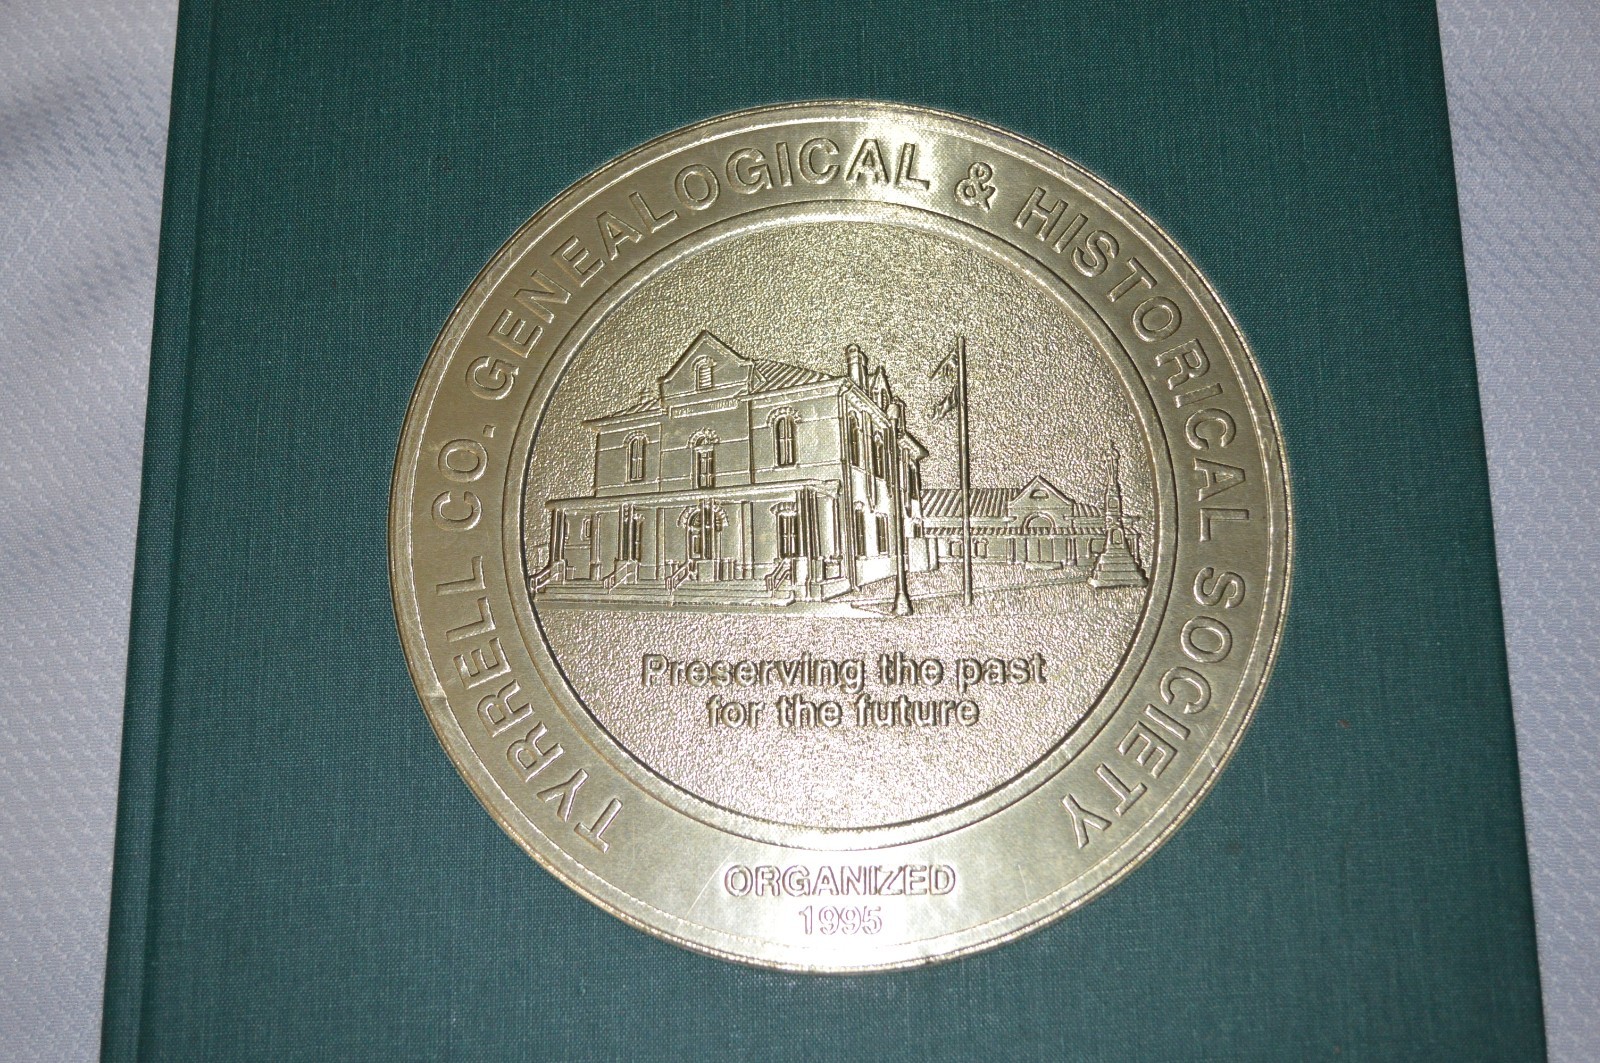 TYRRELL CO. GENEALOGICAL & HISTORICAL SOCIETY
Preserving the past
for the future
ORGANIZED
1995